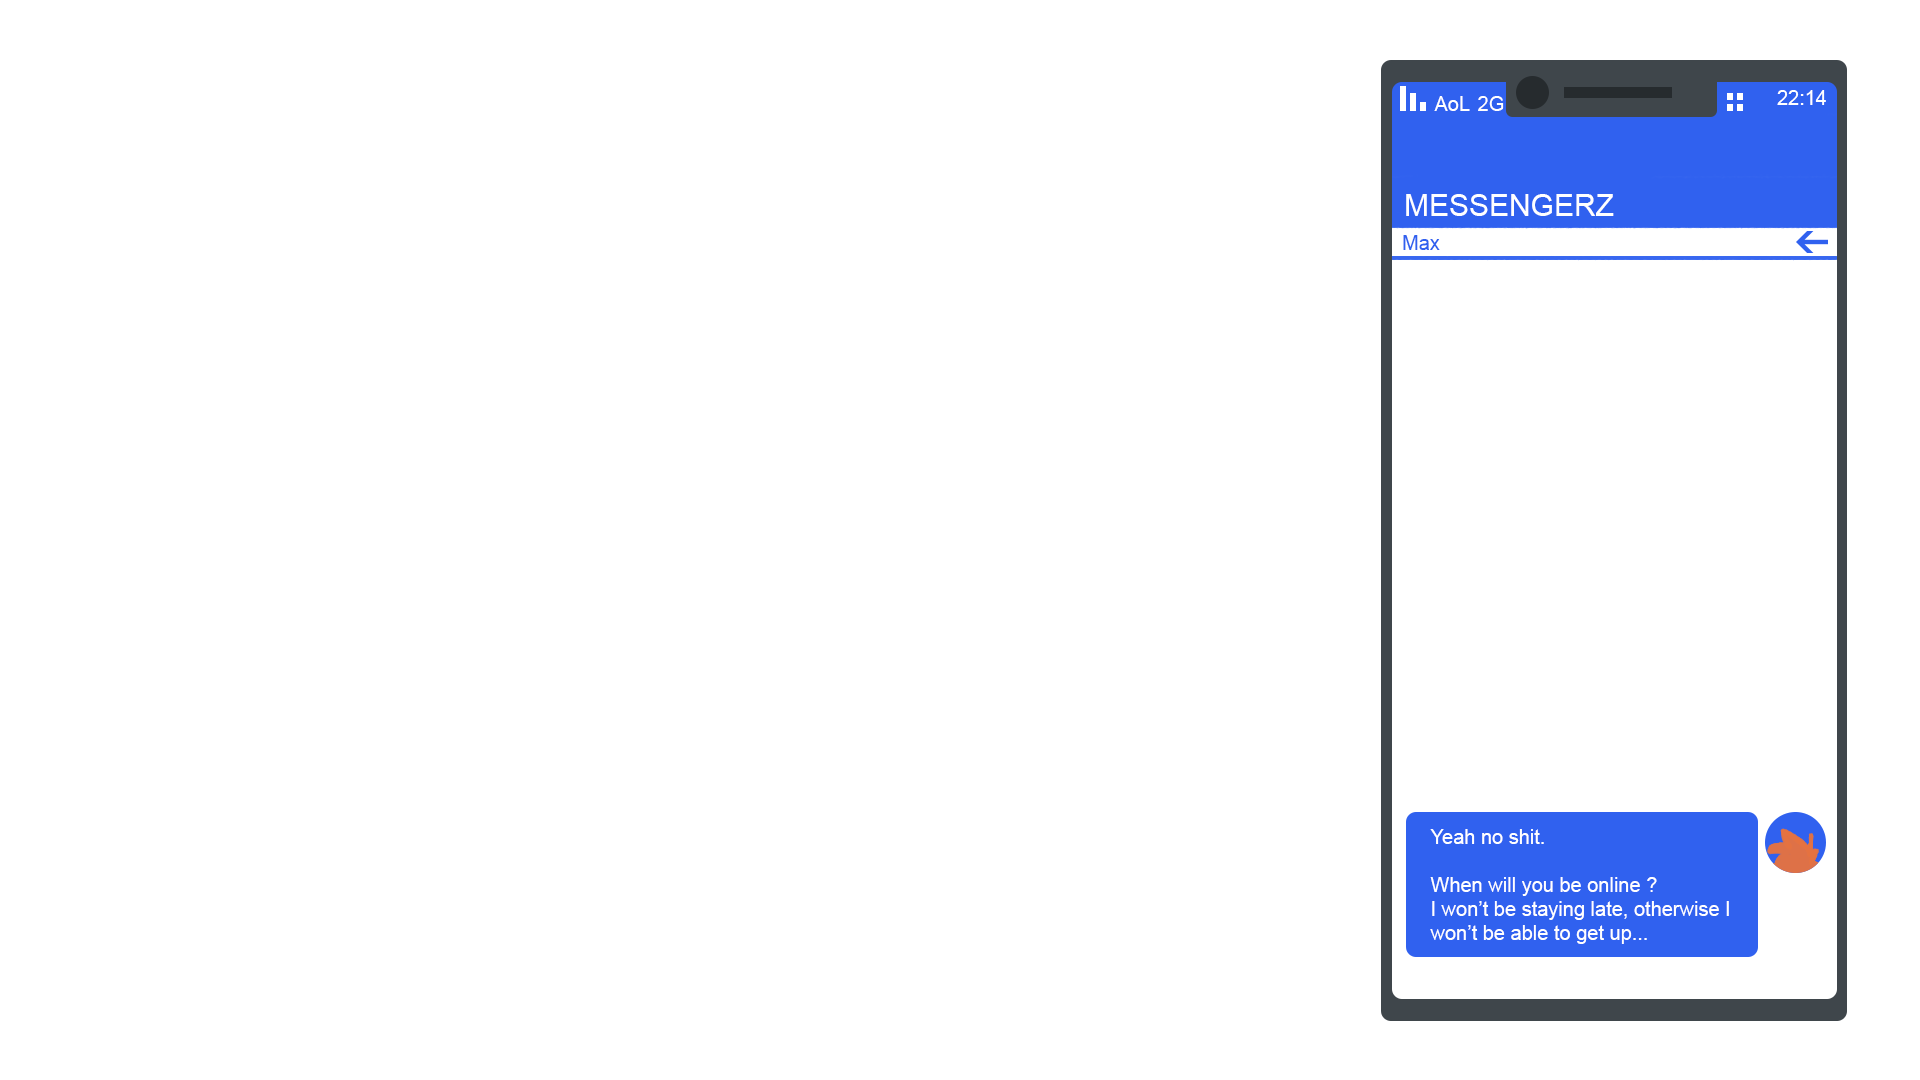 AoL 2G
22:14
MESSENGERZ
Max
Yeah no shit.
When will you be online ?
I won’t be staying late, otherwise I
won’t be able to get up...